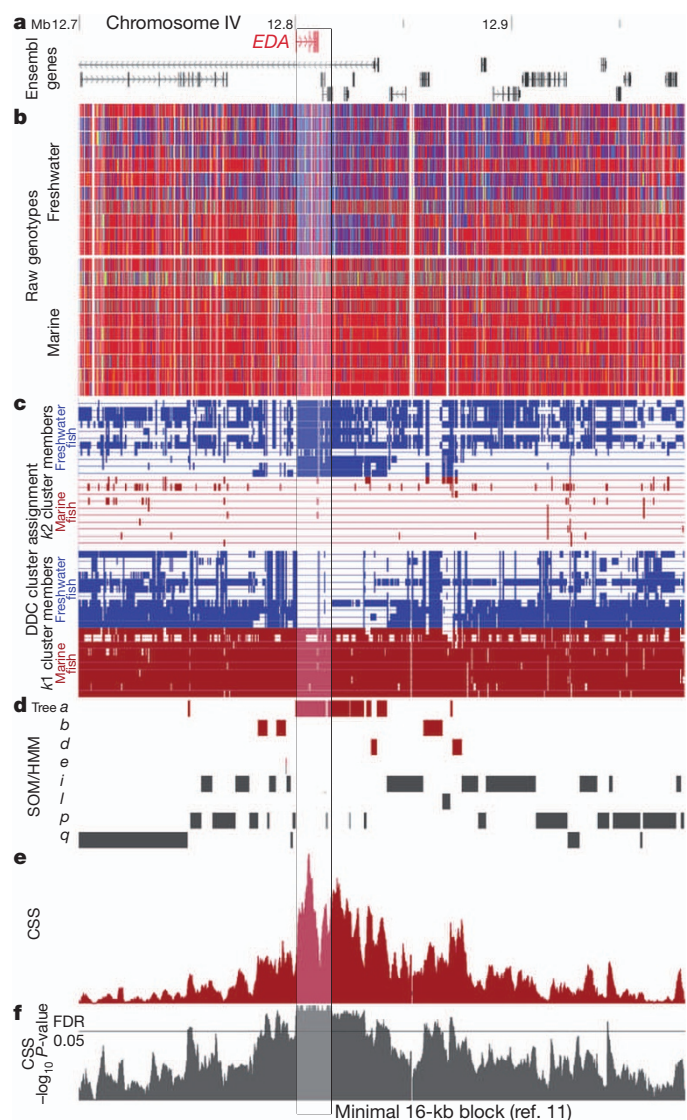 a
Mb 12.7
Chromosome IV
12.8
12.9
EDA
Ensembl genes
b
Raw genotypes
Freshwater
Marine
c
DDC cluster assignment
k2 cluster members
Freshwater fish
Marine fish
k1 cluster members
Freshwater fish
Marine fish
d
SOM/HMM
Tree a
b
d
e
i
l
p
q
e
CSS
f
CSS
–log10 P-value
FDR
0.05
Minimal 16-kb block (ref. 11)